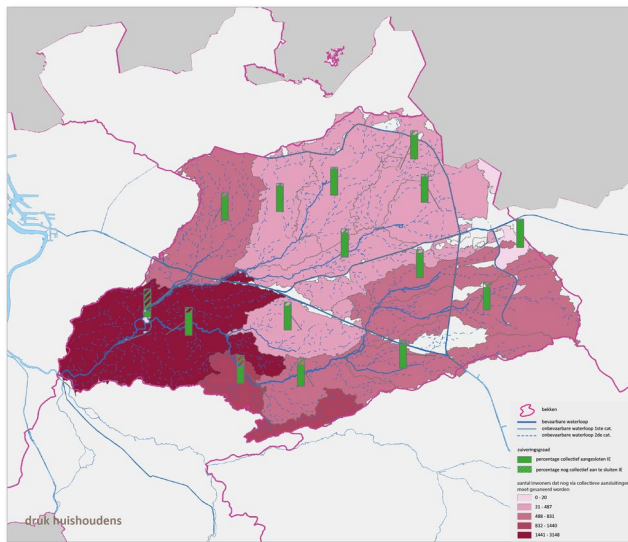 bekken
bevaarbare waterloop
onbevaarbare waterloop 1ste cat.
onbevaarbare waterloop 2de cat.
zuiveringsgraad
percentage collectief aangesloten IE
percentage nog collectief aan te sluiten IE
aantal inwoners dat nog via collectieve aansluitingen
moet gesaneerd worden
0 - 20
21 - 487
488 - 831
832 - 1440
1441 - 3148
druk huishoudens